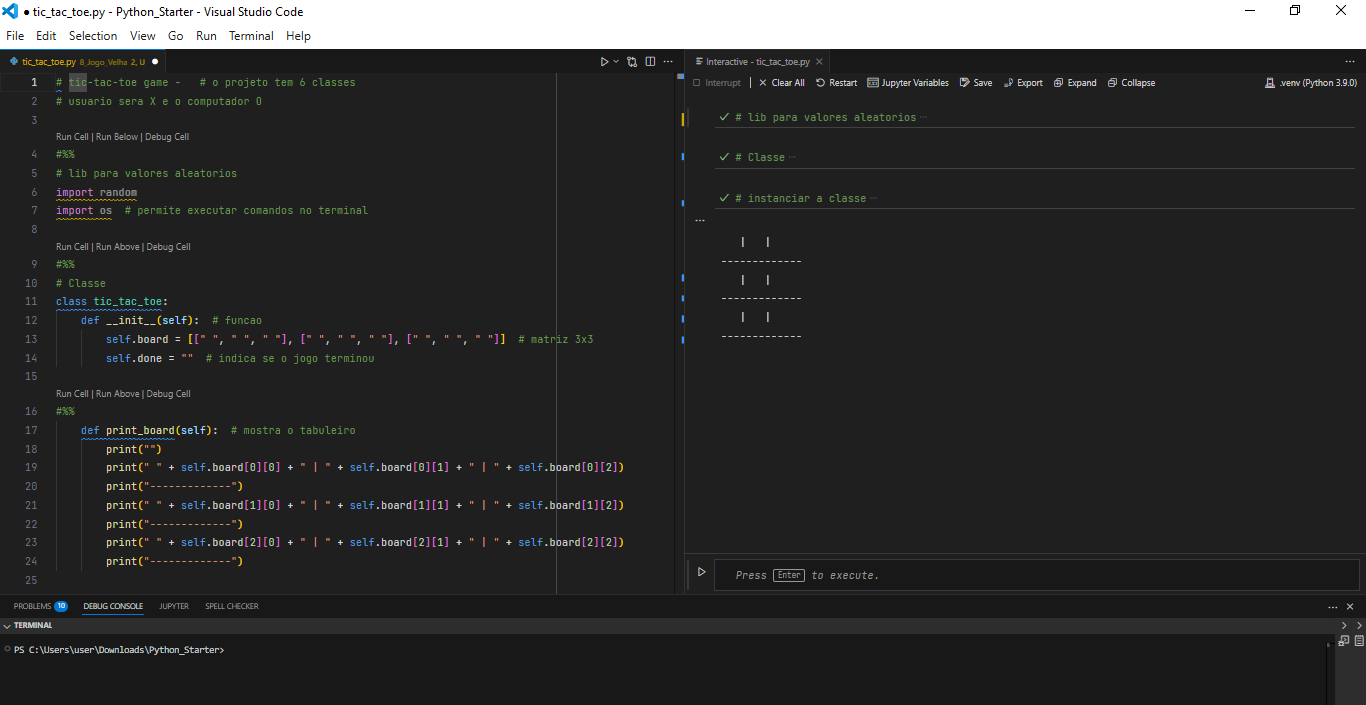 ● tic_tac_toe.py - Python_Starter - Visual Studio Code
File Edit Selection View Go Run Terminal Help
tic_tac_toe.py 8_Jogo_Velha 2, U ●
1 # tic-tac-toe game -   # o projeto tem 6 classes
2 # usuario sera X e o computador O
3
Run Cell | Run Below | Debug Cell
4 #%%
5 # lib para valores aleatorios
6 import random
7 import os  # permite executar comandos no terminal
8
Run Cell | Run Above | Debug Cell
9 #%%
10 # Classe
11 class tic_tac_toe:
12     def __init__(self):  # funcao
13         self.board = [[" ", " ", " "], [" ", " ", " "], [" ", " ", " "]]  # matriz 3x3
14         self.done = ""  # indica se o jogo terminou
15
Run Cell | Run Above | Debug Cell
16 #%%
17     def print_board(self):  # mostra o tabuleiro
18         print("")
19         print(" " + self.board[0][0] + " | " + self.board[0][1] + " | " + self.board[0][2])
20         print("-------------")
21         print(" " + self.board[1][0] + " | " + self.board[1][1] + " | " + self.board[1][2])
22         print("-------------")
23         print(" " + self.board[2][0] + " | " + self.board[2][1] + " | " + self.board[2][2])
24         print("-------------")
25
Interactive - tic_tac_toe.py
Interrupt | Clear All Restart Jupyter Variables Save Export Expand Collapse .venv (Python 3.9.0)
# lib para valores aleatorios ...
# Classe ...
# instanciar a classe ...
...
   |   |
-------------
   |   |
-------------
   |   |
-------------
Press Enter to execute.
PROBLEMS 10 DEBUG CONSOLE JUPYTER SPELL CHECKER
TERMINAL
PS C:\Users\user\Downloads\Python_Starter>